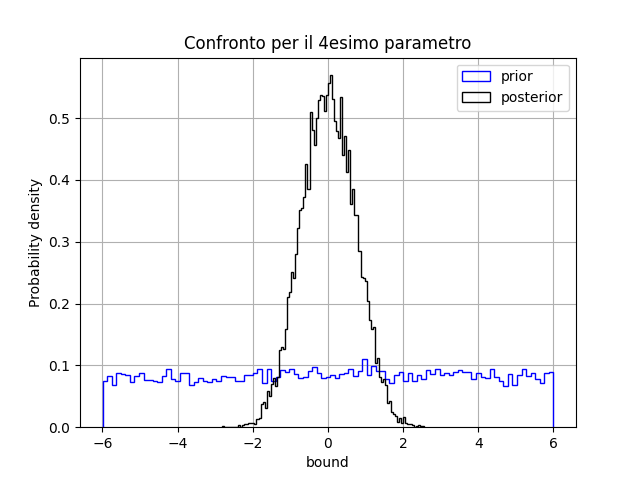 Confronto per il 4esimo parametro
prior
posterior
Probability density
0.5
0.4
0.3
0.2
0.1
0.0
−6
−4
−2
0
2
4
6
bound